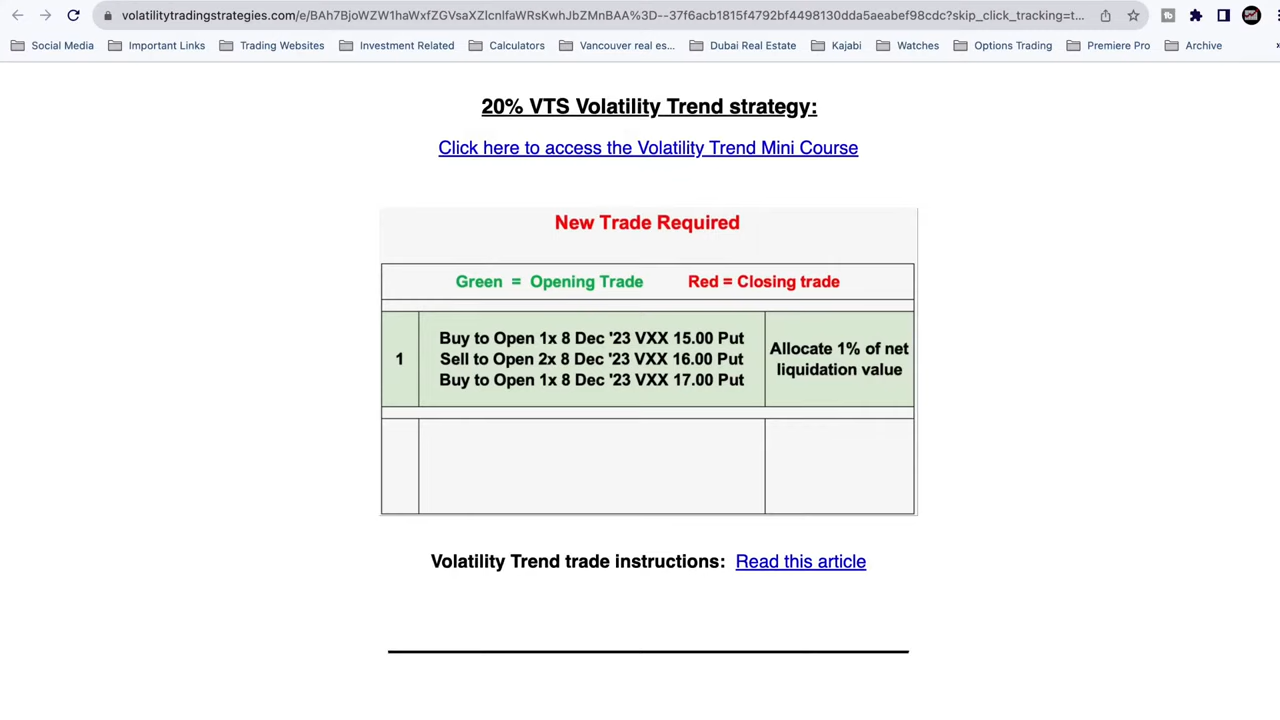 volatilitytradingstrategies.com/e/BAh7BjoWZW1haWxfZGVsaXZlcnlfaWRsKwhJbZMnBAA%3D--37f6acb1815f4792bf4498130dda5aeabef98cdc?skip_click_tracking=t...
Social Media Important Links Trading Websites Investment Related Calculators Vancouver real es... Dubai Real Estate Kajabi Watches Options Trading Premiere Pro Archive »
20% VTS Volatility Trend strategy:
Click here to access the Volatility Trend Mini Course
New Trade Required
Green = Opening Trade Red = Closing trade
1
Buy to Open 1x 8 Dec '23 VXX 15.00 Put
Sell to Open 2x 8 Dec '23 VXX 16.00 Put
Buy to Open 1x 8 Dec '23 VXX 17.00 Put
Allocate 1% of net
liquidation value
Volatility Trend trade instructions: Read this article